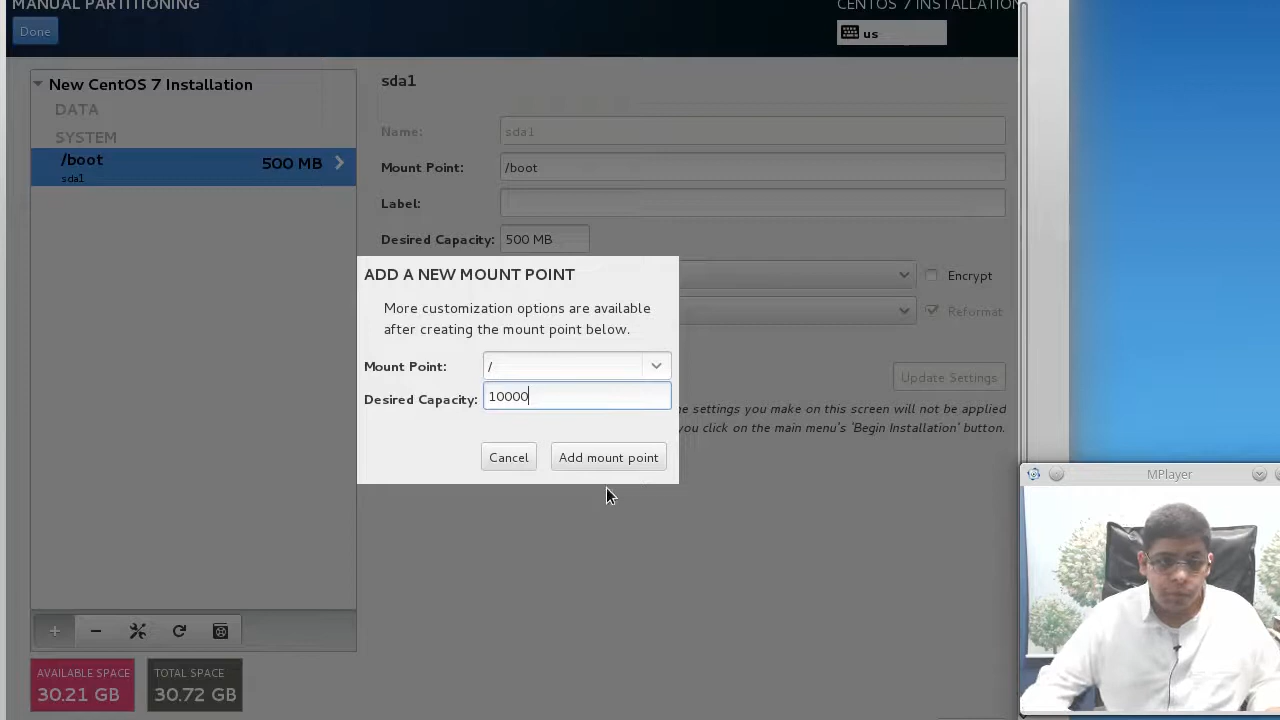 MANUAL PARTITIONING
CENTOS 7 INSTALLATION
Done
us
New CentOS 7 Installation
DATA
SYSTEM
/boot
500 MB
sda1
sda1
Name:
sda1
Mount Point:
/boot
Label:
Desired Capacity:
500 MB
Encrypt
Reformat
Update Settings
ne settings you make on this screen will not be applied
you click on the main menu's 'Begin Installation' button.
ADD A NEW MOUNT POINT
More customization options are available
after creating the mount point below.
Mount Point:
/
Desired Capacity:
10000
Cancel
Add mount point
AVAILABLE SPACE
30.21 GB
TOTAL SPACE
30.72 GB
MPlayer